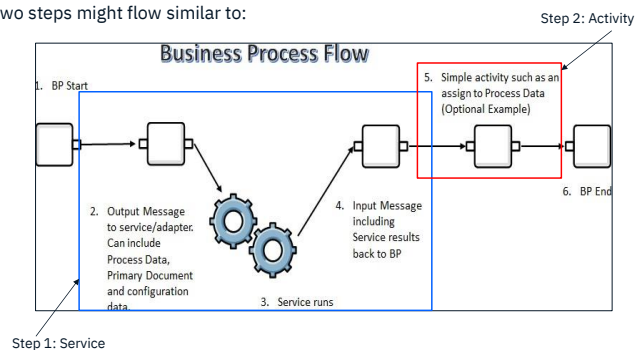 wo steps might flow similar to:
Step 2: Activity
Business Process Flow
1. BP Start
5. Simple activity such as an
assign to Process Data
(Optional Example)
2. Output Message
to service/adapter.
Can include
Process Data,
Primary Document
and configuration
data.
4. Input Message
including
Service results
back to BP
6. BP End
3. Service runs
Step 1: Service